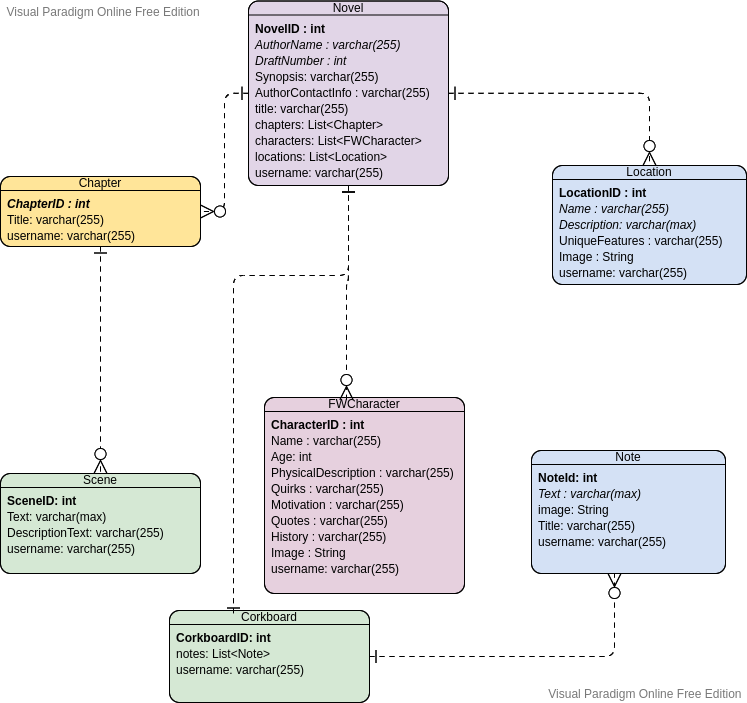 Visual Paradigm Online Free Edition
Novel
NovelID : int
AuthorName : varchar(255)
DraftNumber : int
Synopsis: varchar(255)
AuthorContactInfo : varchar(255)
title: varchar(255)
chapters: List<Chapter>
characters: List<FWCharacter>
locations: List<Location>
username: varchar(255)
Chapter
ChapterID : int
Title: varchar(255)
username: varchar(255)
Location
LocationID : int
Name : varchar(255)
Description: varchar(max)
UniqueFeatures : varchar(255)
Image : String
username: varchar(255)
FWCharacter
CharacterID : int
Name : varchar(255)
Age: int
PhysicalDescription : varchar(255)
Quirks : varchar(255)
Motivation : varchar(255)
Quotes : varchar(255)
History : varchar(255)
Image : String
username: varchar(255)
Scene
SceneID: int
Text: varchar(max)
DescriptionText: varchar(255)
username: varchar(255)
Note
NoteId: int
Text : varchar(max)
image: String
Title: varchar(255)
username: varchar(255)
Corkboard
CorkboardID: int
notes: List<Note>
username: varchar(255)
Visual Paradigm Online Free Edition